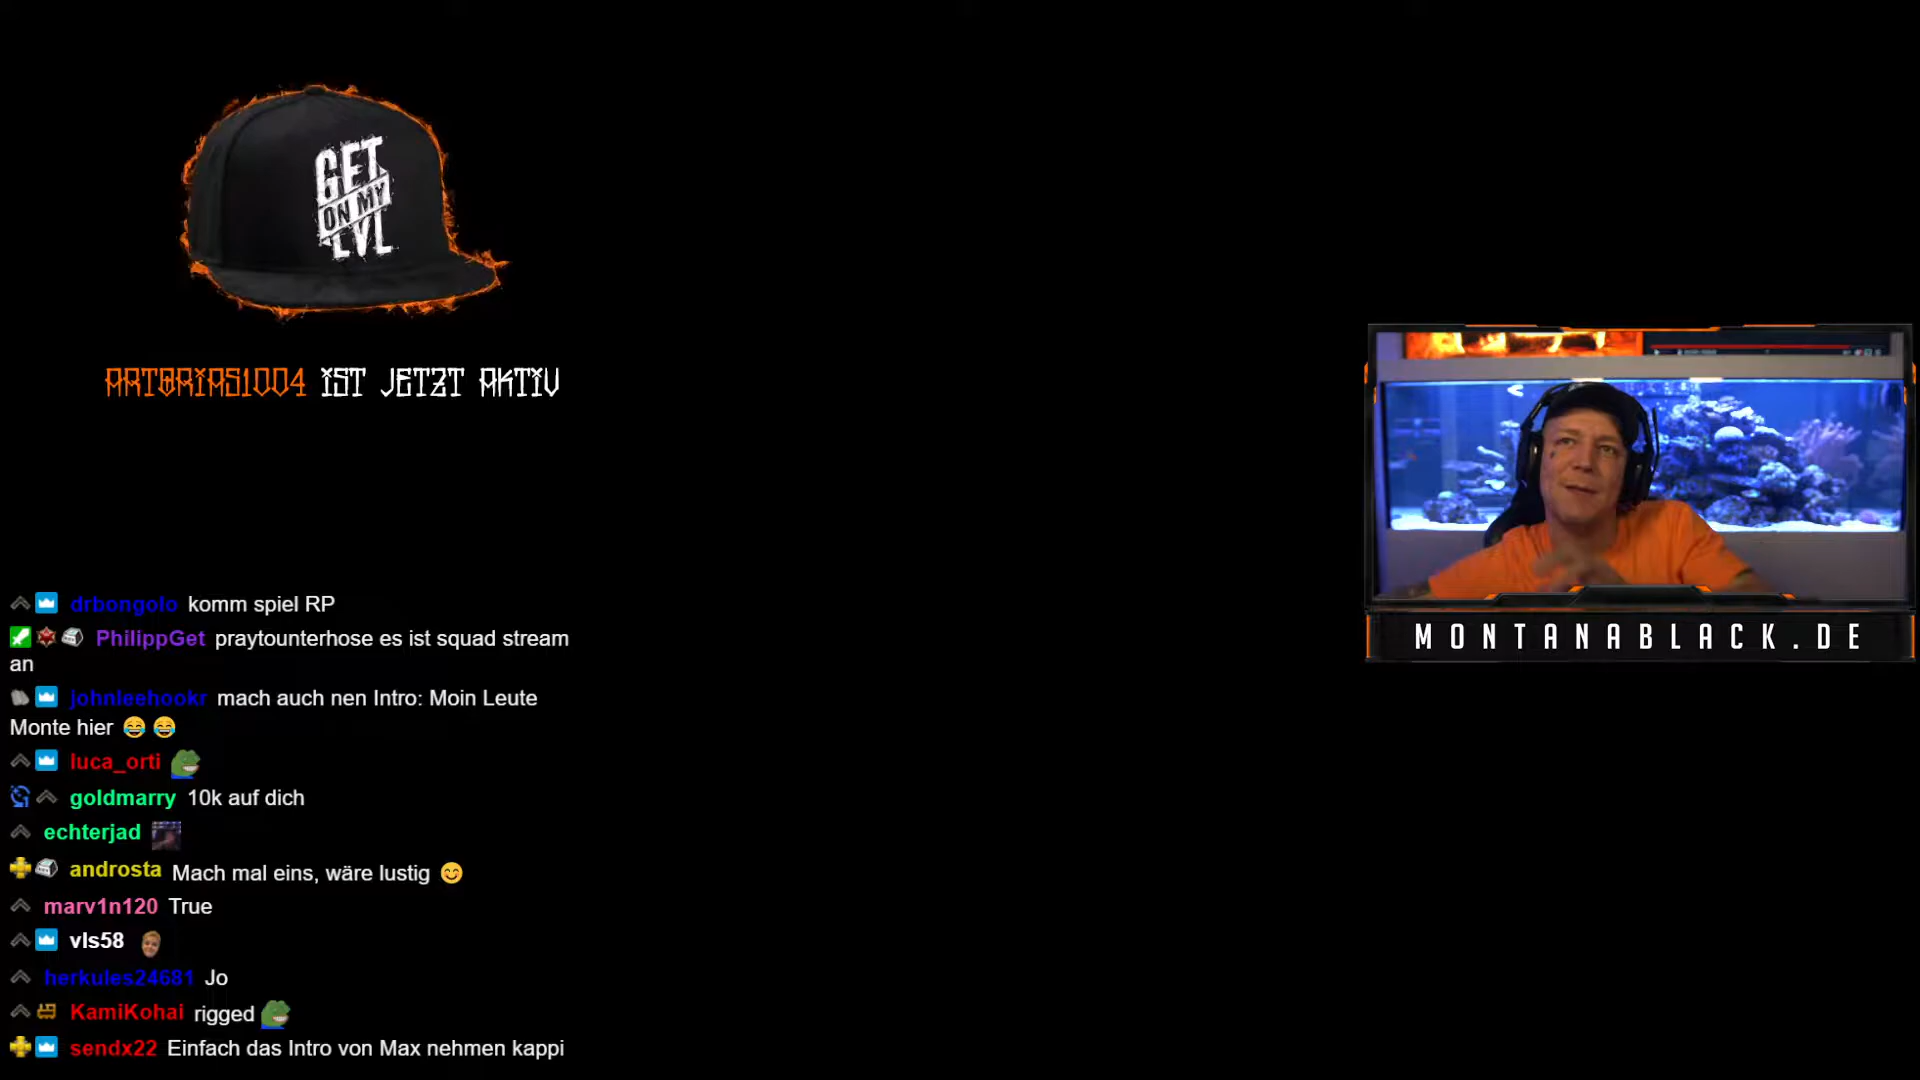 GET
ON MY
LVL
ARTORIAS1004 IST JETZT AKTIV
drbongolo komm spiel RP
PhilippGet praytounterhose es ist squad stream
an
johnleehookr mach auch nen Intro: Moin Leute
Monte hier 😂 😂
luca_orti
goldmarry 10k auf dich
echterjad
androsta Mach mal eins, wäre lustig 😊
marv1n120 True
vls58
herkules24681 Jo
KamiKohai rigged
sendx22 Einfach das Intro von Max nehmen kappi
MONTANABLACK.DE